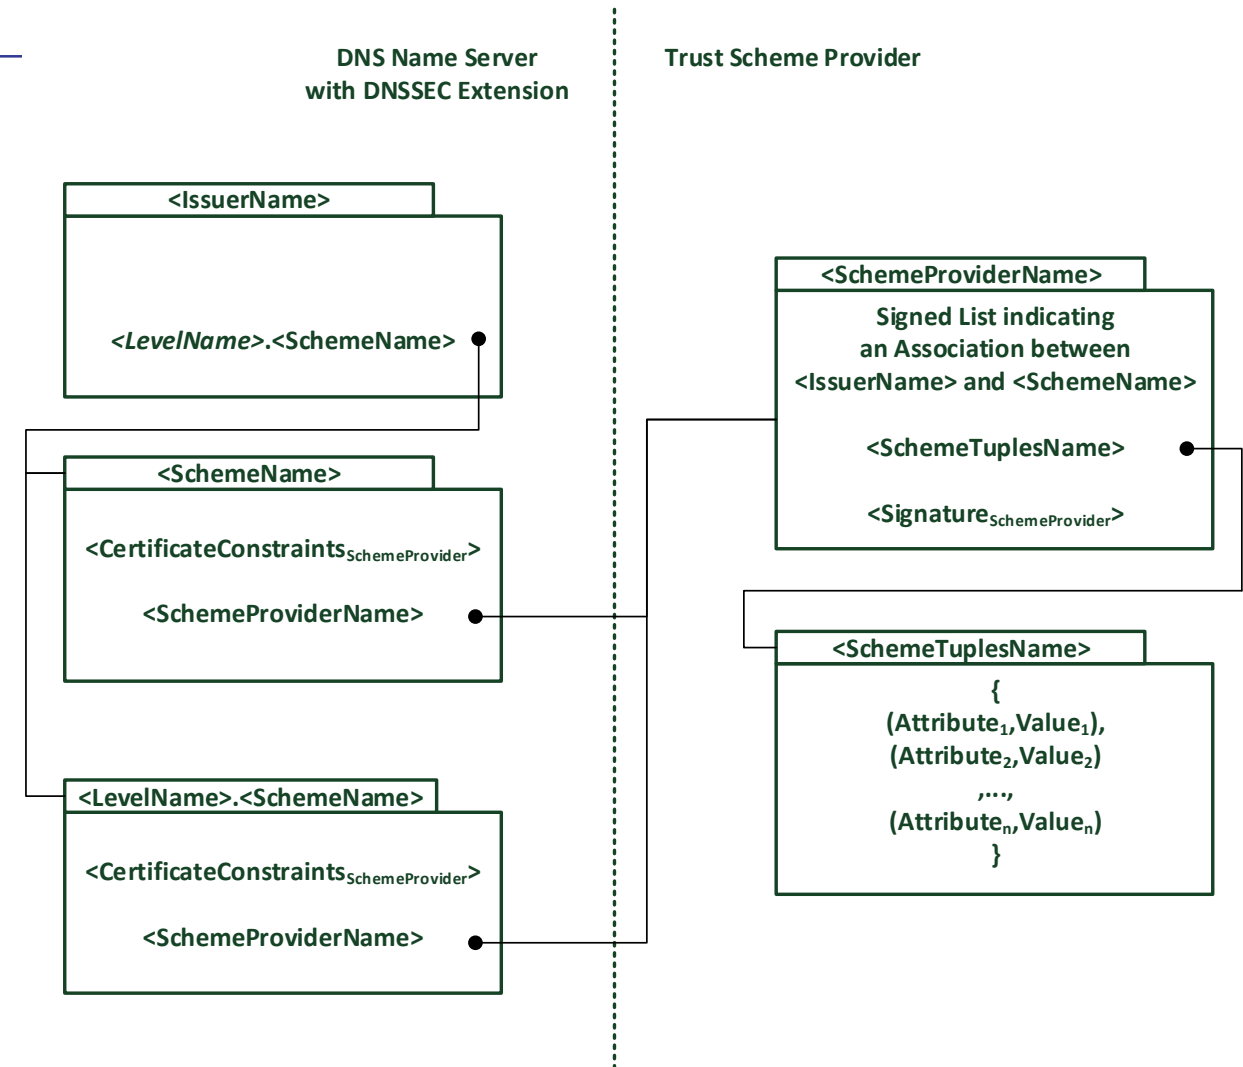 DNS Name Server
with DNSSEC Extension
Trust Scheme Provider
<IssuerName>
<LevelName>.<SchemeName>
<SchemeName>
<CertificateConstraintsSchemeProvider>
<SchemeProviderName>
<LevelName>.<SchemeName>
<CertificateConstraintsSchemeProvider>
<SchemeProviderName>
<SchemeProviderName>
Signed List indicating
an Association between
<IssuerName> and <SchemeName>
<SchemeTuplesName>
<SignatureSchemeProvider>
<SchemeTuplesName>
{
(Attribute1,Value1),
(Attribute2,Value2)
,...,
(Attributen,Valuen)
}